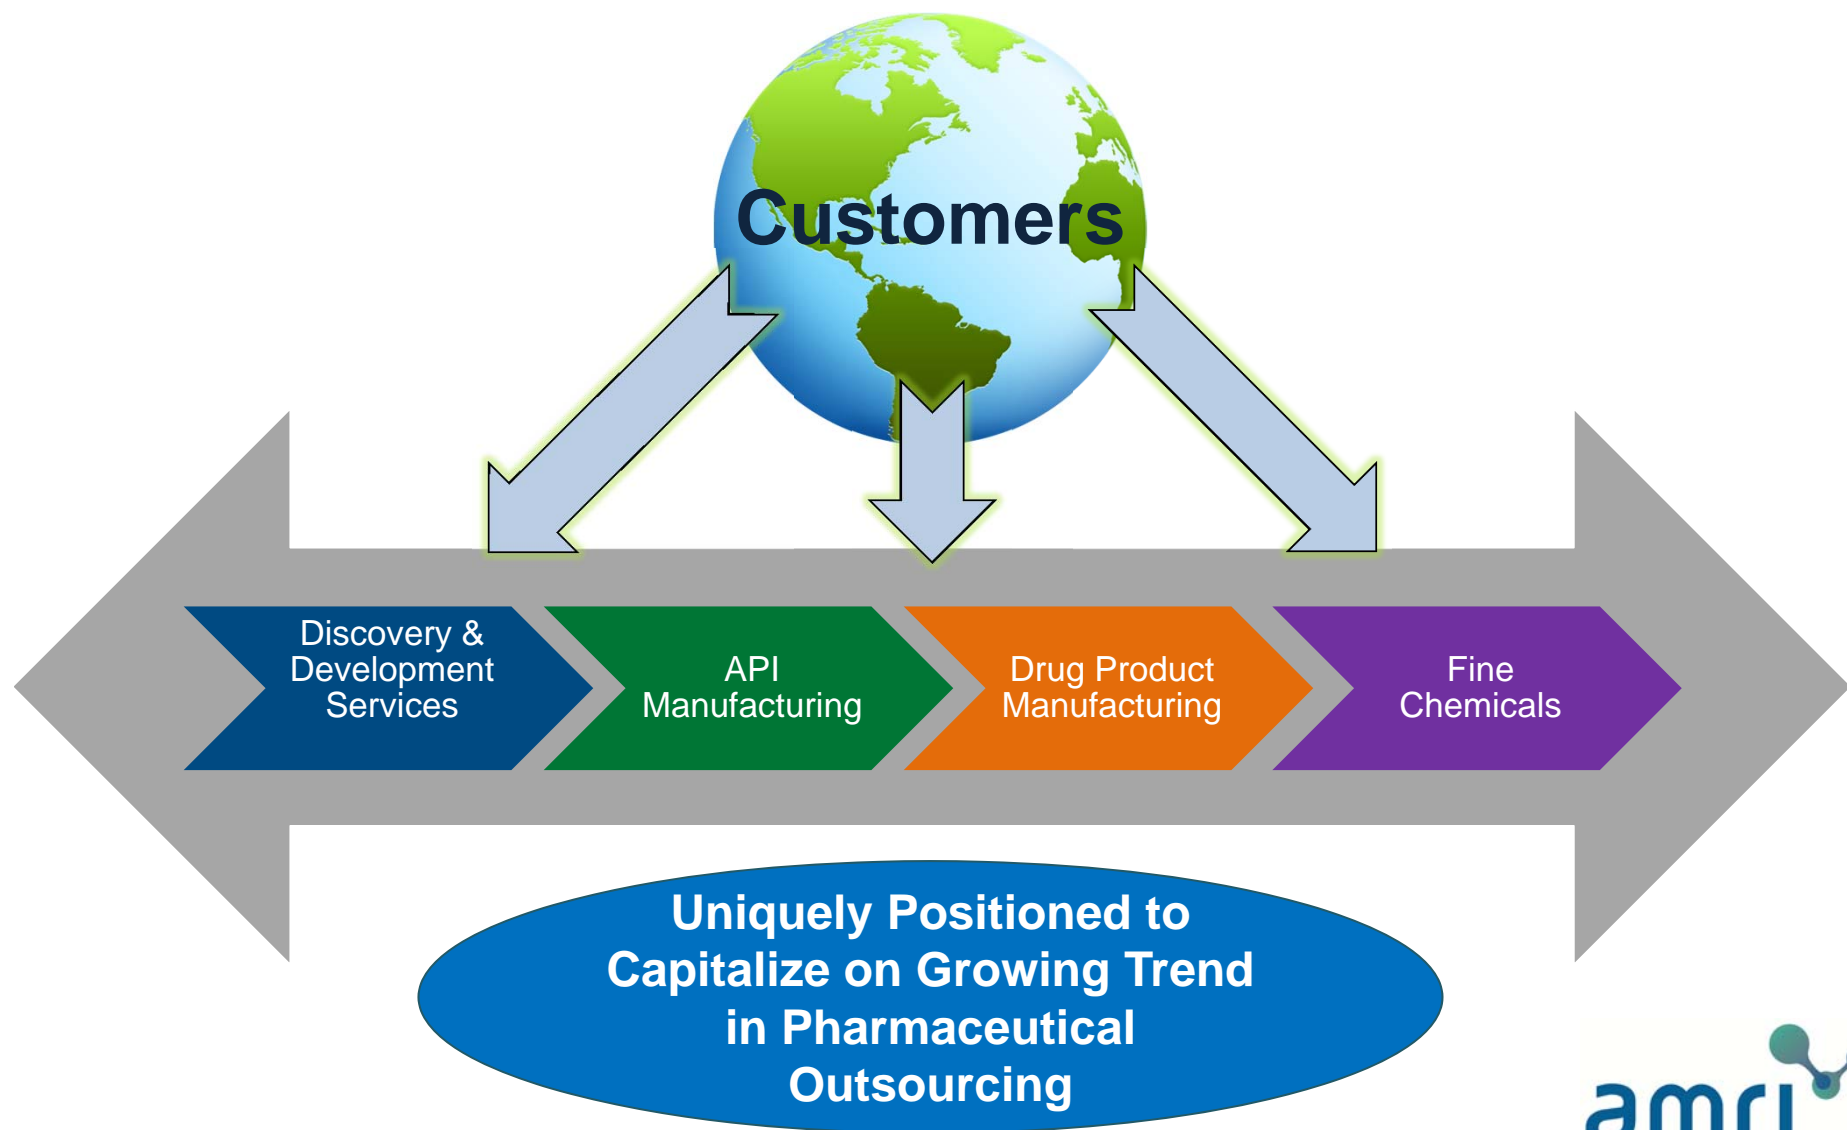 Customers
Discovery &
Development
Services
API
Manufacturing
Drug Product
Manufacturing
Fine
Chemicals
Uniquely Positioned to
Capitalize on Growing Trend
in Pharmaceutical
Outsourcing
amri